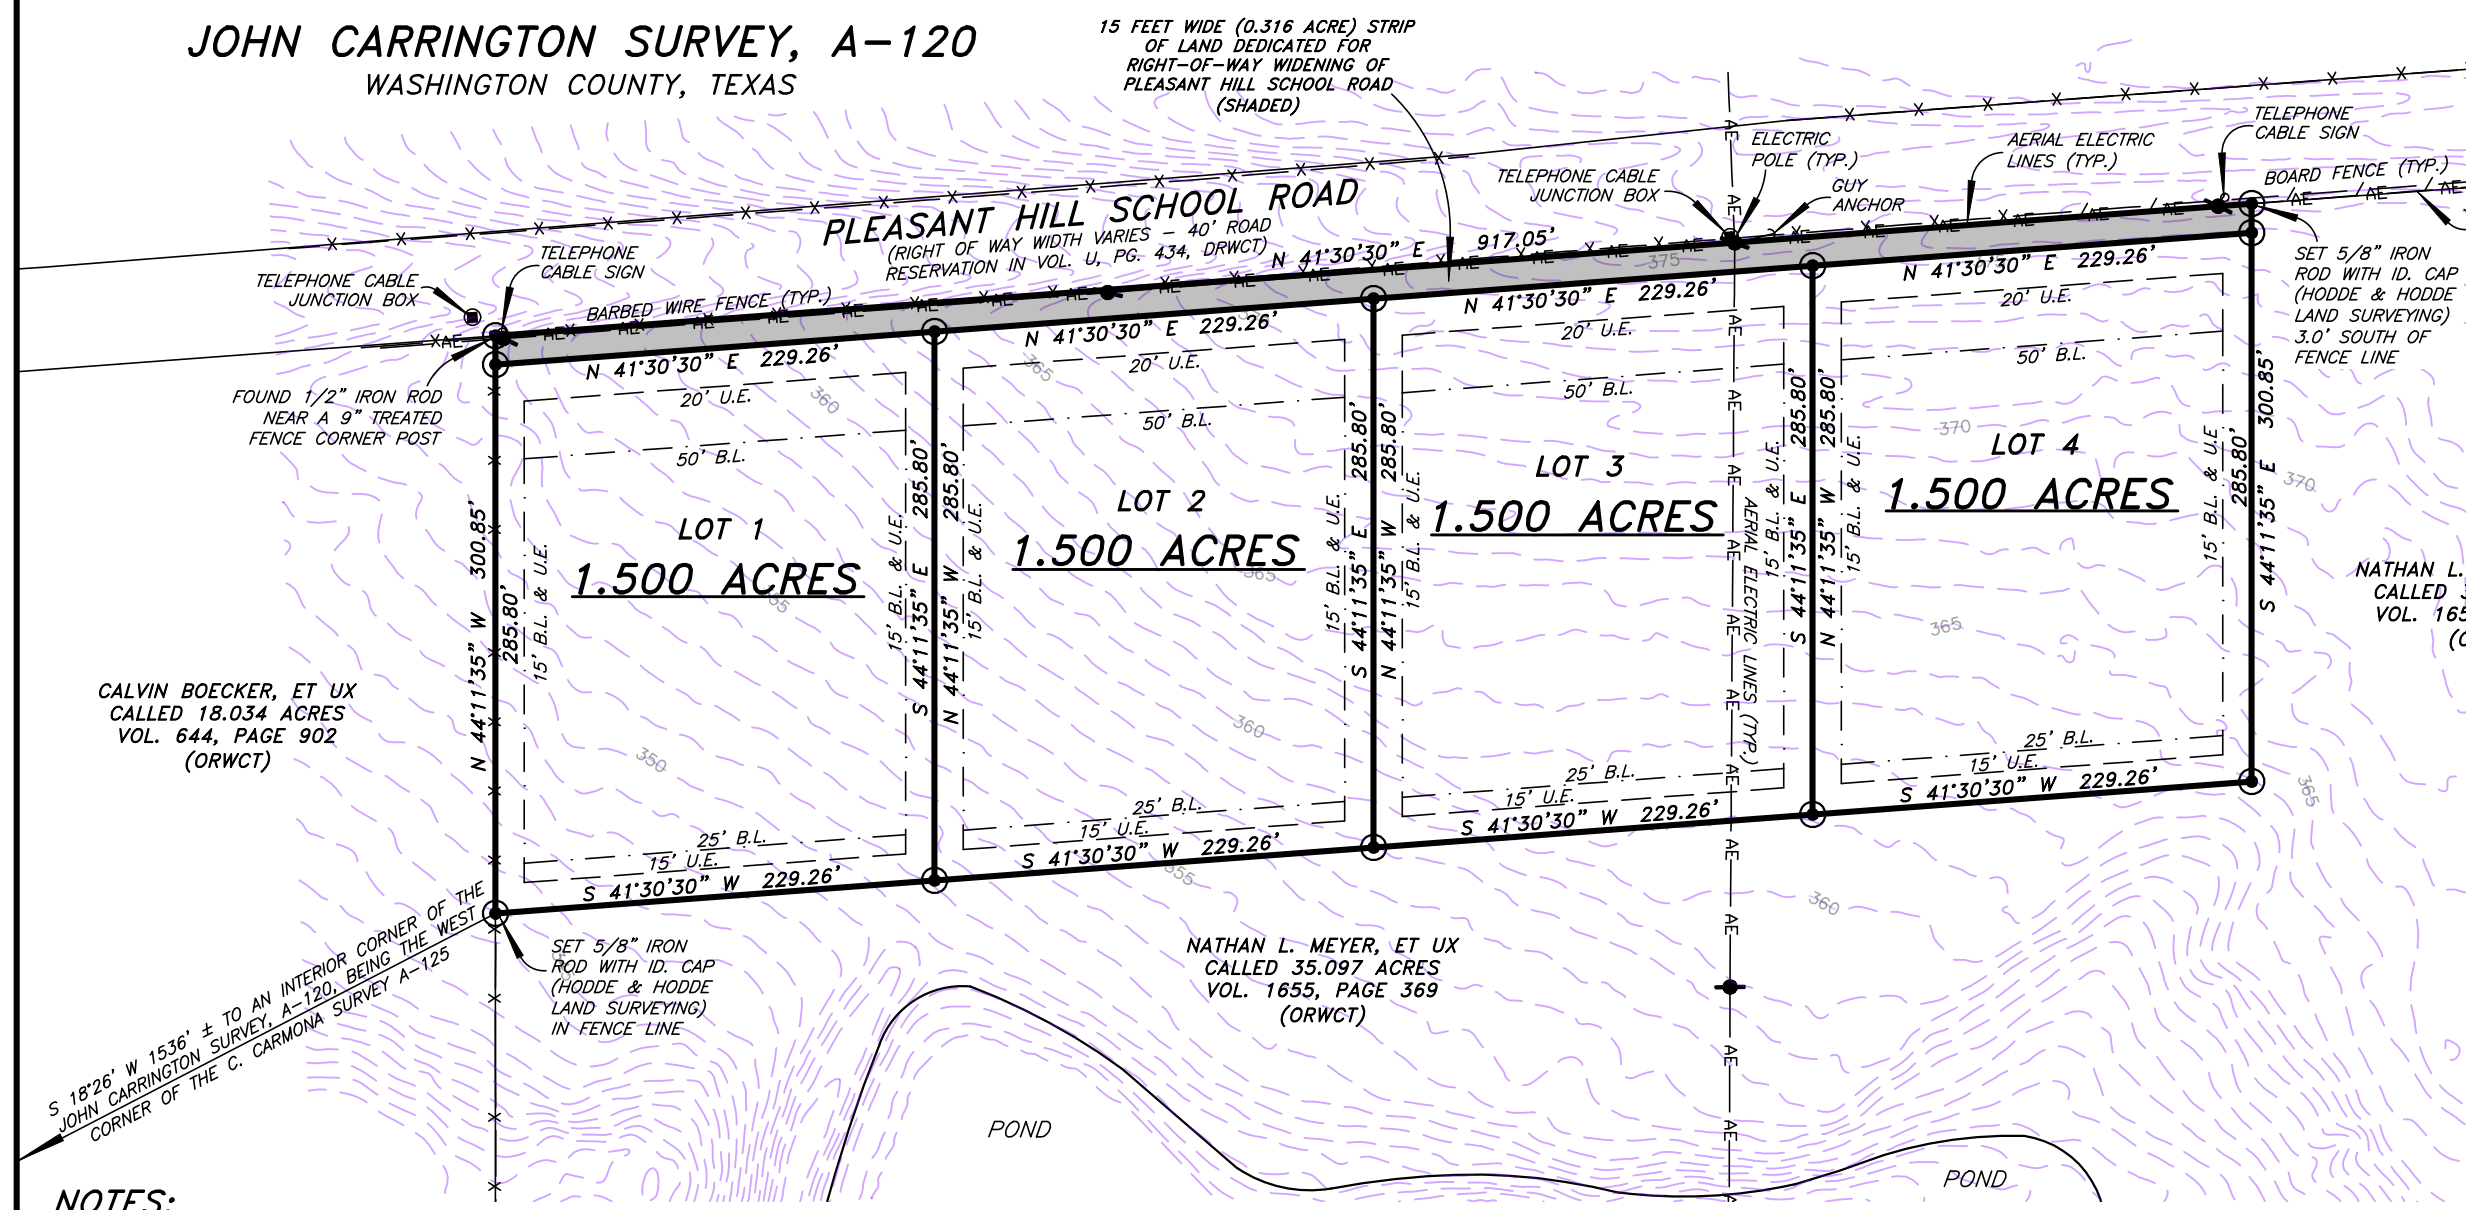 JOHN CARRINGTON SURVEY, A-120
WASHINGTON COUNTY, TEXAS
15 FEET WIDE (0.316 ACRE) STRIP
OF LAND DEDICATED FOR
RIGHT-OF-WAY WIDENING OF
PLEASANT HILL SCHOOL ROAD
(SHADED)
TELEPHONE
CABLE SIGN
ELECTRIC
POLE (TYP.)
AERIAL ELECTRIC
LINES (TYP.)
BOARD FENCE (TYP.)
TELEPHONE CABLE
JUNCTION BOX
GUY
ANCHOR
PLEASANT HILL SCHOOL ROAD
(RIGHT OF WAY WIDTH VARIES - 40' ROAD
RESERVATION IN VOL. U, PG. 434, DRWCT)
N 41°30'30" E 917.05'
TELEPHONE
CABLE SIGN
TELEPHONE CABLE
JUNCTION BOX
BARBED WIRE FENCE (TYP.)
375
SET 5/8" IRON
ROD WITH ID. CAP
(HODDE & HODDE
LAND SURVEYING)
3.0' SOUTH OF
FENCE LINE
FOUND 1/2" IRON ROD
NEAR A 9" TREATED
FENCE CORNER POST
N 41°30'30" E 229.26'
N 41°30'30" E 229.26'
N 41°30'30" E 229.26'
N 41°30'30" E 229.26'
20' U.E.
20' U.E.
20' U.E.
20' U.E.
50' B.L.
50' B.L.
50' B.L.
50' B.L.
360
365
370
370
LOT 1
1.500 ACRES
LOT 2
1.500 ACRES
LOT 3
1.500 ACRES
LOT 4
1.500 ACRES
N 44°11'35" W 300.85'
285.80'
15' B.L. & U.E.
15' B.L. & U.E.
S 44°11'35" E 285.80'
N 44°11'35" W 285.80'
15' B.L. & U.E.
15' B.L. & U.E.
S 44°11'35" E 285.80'
N 44°11'35" W 285.80'
15' B.L. & U.E.
AERIAL ELECTRIC LINES (TYP.)
15' B.L. & U.E.
S 44°11'35" E 285.80'
N 44°11'35" W 285.80'
15' B.L. & U.E.
15' B.L. & U.E
285.80'
S 44°11'35" E 300.85'
365
365
350
360
365
NATHAN L.
CALLED
VOL.
CALVIN BOECKER, ET UX
CALLED 18.034 ACRES
VOL. 644, PAGE 902
(ORWCT)
25' B.L.
15' U.E.
25' B.L.
15' U.E.
25' B.L.
15' U.E.
25' B.L.
15' U.E.
S 41°30'30" W 229.26'
S 41°30'30" W 229.26'
S 41°30'30" W 229.26'
S 41°30'30" W 229.26'
355
360
S 18°26' W 1536' ± TO AN INTERIOR CORNER OF THE
JOHN CARRINGTON SURVEY, A-120, BEING THE WEST
CORNER OF THE C. CARMONA SURVEY A-125
SET 5/8" IRON
ROD WITH ID. CAP
(HODDE & HODDE
LAND SURVEYING)
IN FENCE LINE
NATHAN L. MEYER, ET UX
CALLED 35.097 ACRES
VOL. 1655, PAGE 369
(ORWCT)
POND
POND
NOTES: